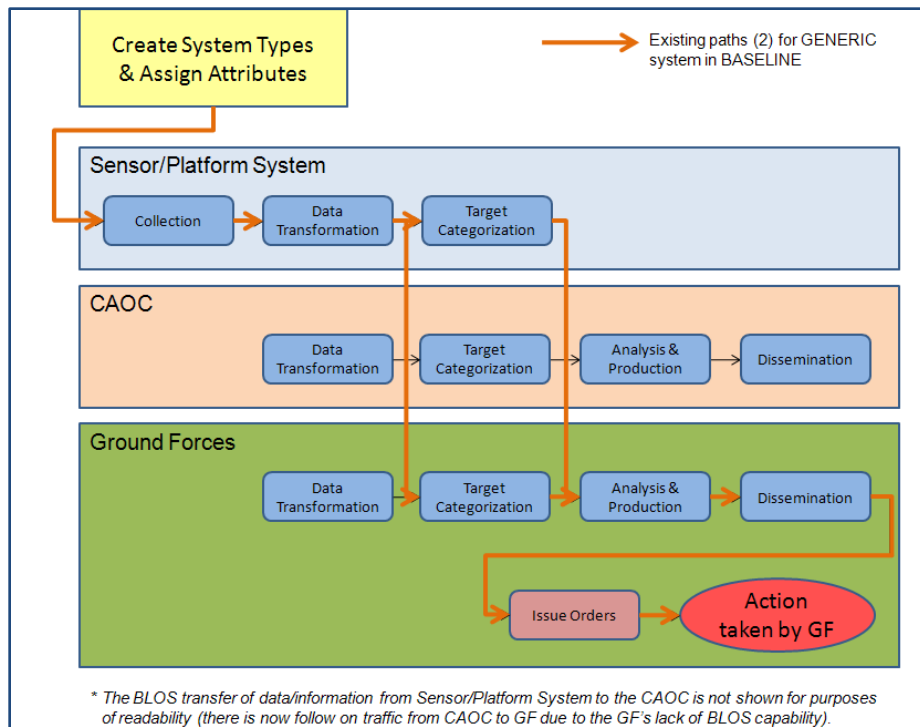 Create System Types
& Assign Attributes
Existing paths (2) for GENERIC
system in BASELINE
Sensor/Platform System
Collection
Data
Transformation
Target
Categorization
CAOC
Data
Transformation
Target
Categorization
Analysis &
Production
Dissemination
Ground Forces
Data
Transformation
Target
Categorization
Analysis &
Production
Dissemination
Issue Orders
Action
taken by GF
* The BLOS transfer of data/information from Sensor/Platform System to the CAOC is not shown for purposes
of readability (there is now follow on traffic from CAOC to GF due to the GF's lack of BLOS capability).